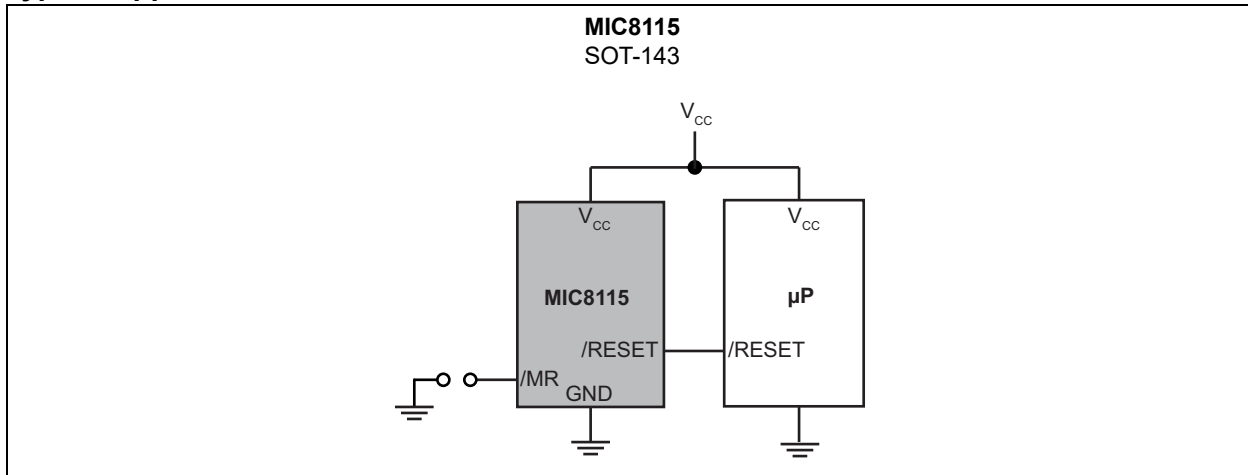 MIC8115
SOT-143
VCC
VCC
VCC
MIC8115
µP
/RESET
/RESET
/MR
GND